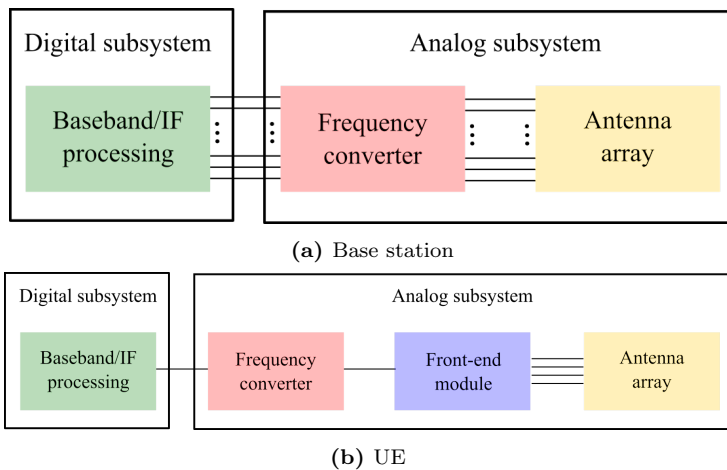 Digital subsystem
Analog subsystem
Baseband/IF
processing
Frequency
converter
Antenna
array
(a) Base station
Digital subsystem
Analog subsystem
Baseband/IF
processing
Frequency
converter
Front-end
module
Antenna
array
(b) UE